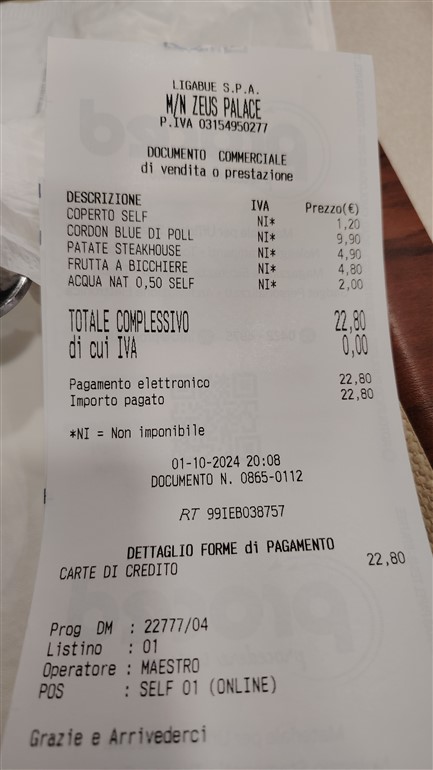 LIGABUE S.P.A.
M/N ZEUS PALACE
P.IVA 03154950277
DOCUMENTO COMMERCIALE
di vendita o prestazione
DESCRIZIONE IVA Prezzo(€)
COPERTO SELF NI* 1,20
CORDON BLUE DI POLL NI* 9,90
PATATE STEAKHOUSE NI* 4,90
FRUTTA A BICCHIERE NI* 4,80
ACQUA NAT 0,50 SELF NI* 2,00
TOTALE COMPLESSIVO 22,80
di cui IVA 0,00
Pagamento elettronico 22,80
Importo pagato 22,80
*NI = Non imponibile
01-10-2024 20:08
DOCUMENTO N. 0865-0112
RT 99IEB038757
DETTAGLIO FORME di PAGAMENTO
CARTE DI CREDITO 22,80
Prog DM : 22777/04
Listino : 01
Operatore : MAESTRO
POS : SELF 01 (ONLINE)
Grazie e Arrivederci